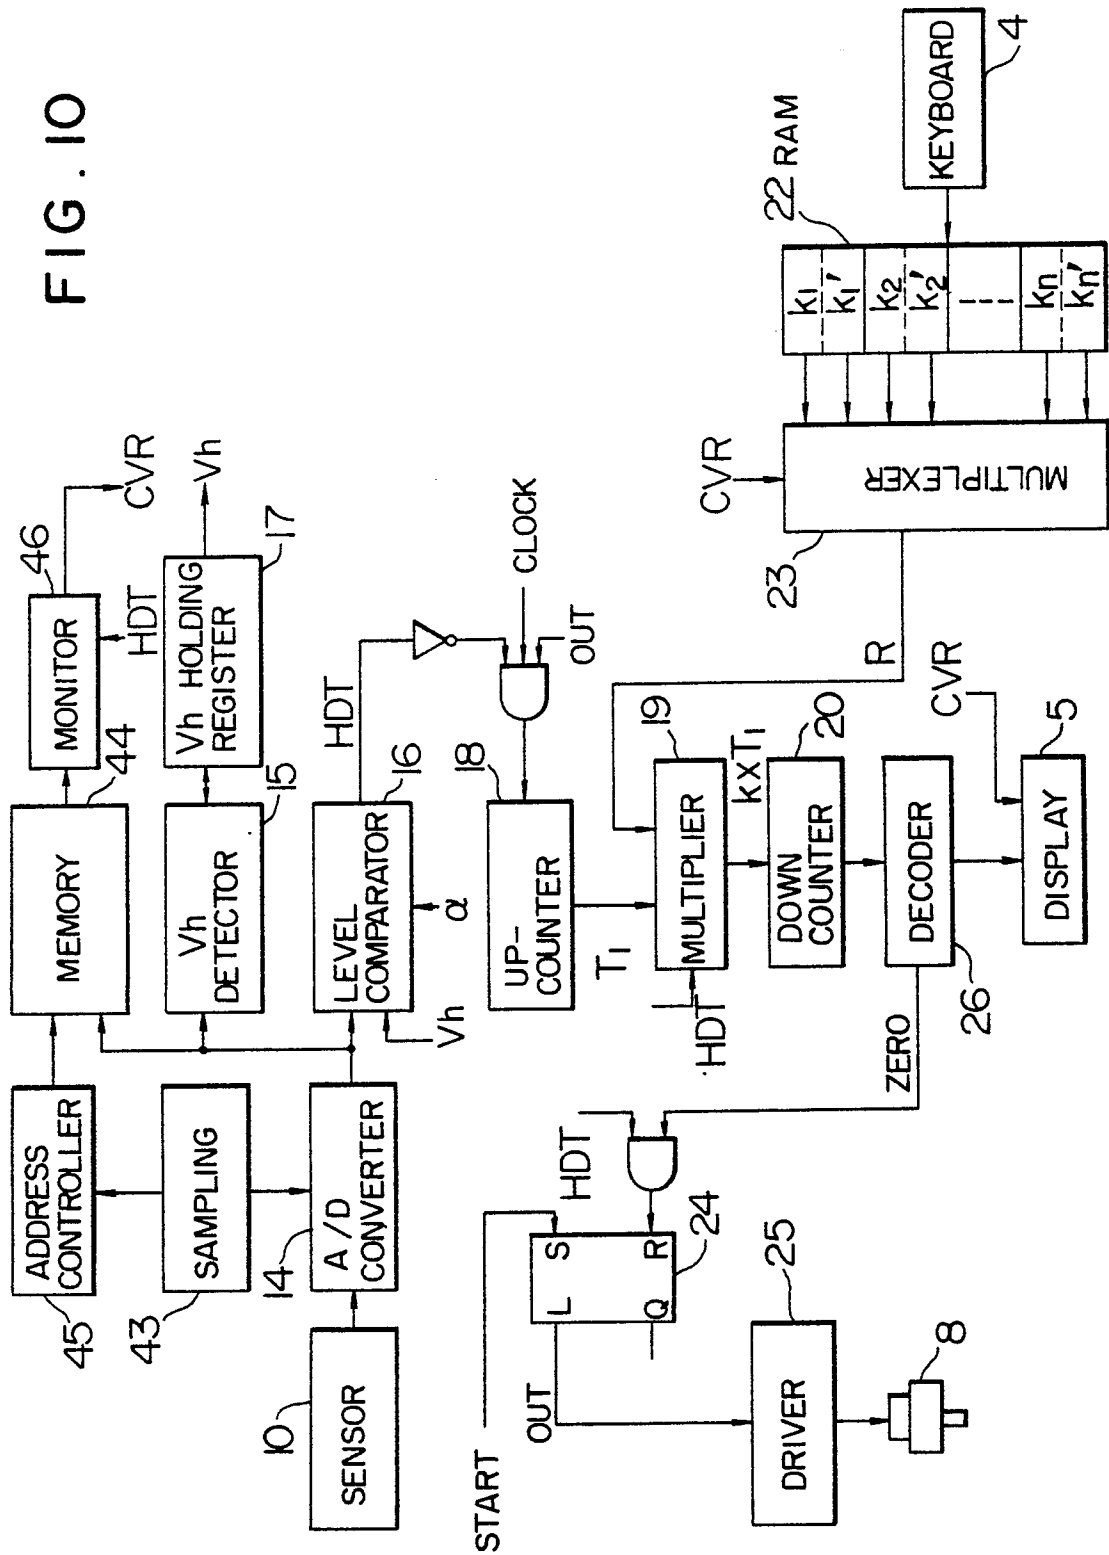 FIG. 10
ADDRESS
CONTROLLER
45
MEMORY
44
MONITOR
46
CVR
HDT
SAMPLING
43
Vh
DETECTOR
15
Vh HOLDING
REGISTER
17
Vh
SENSOR
10
A/D
CONVERTER
14
LEVEL
COMPARATOR
16
Vh
α
HDT
CLOCK
OUT
UP-
COUNTER
18
T1
START
OUT
L
S
Q
R
24
HDT
ZERO
HDT
MULTIPLIER
19
R
k×T1
DOWN
COUNTER
20
DECODER
26
CVR
DISPLAY
5
DRIVER
25
8
CVR
MULTIPLEXER
23
22 RAM
k1
k1'
k2
k2'
----
kn
kn'
KEYBOARD
4